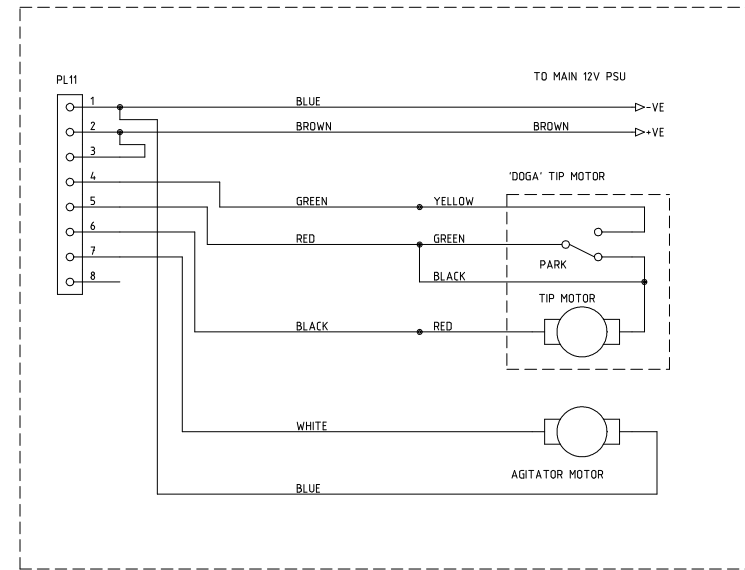 TO MAIN 12V PSU
PL11
1 BLUE -VE
2 BROWN BROWN +VE
3
'DOGA' TIP MOTOR
4 GREEN YELLOW
5 RED GREEN
6
PARK
7
BLACK
8
TIP MOTOR
BLACK RED
WHITE
AGITATOR MOTOR
BLUE